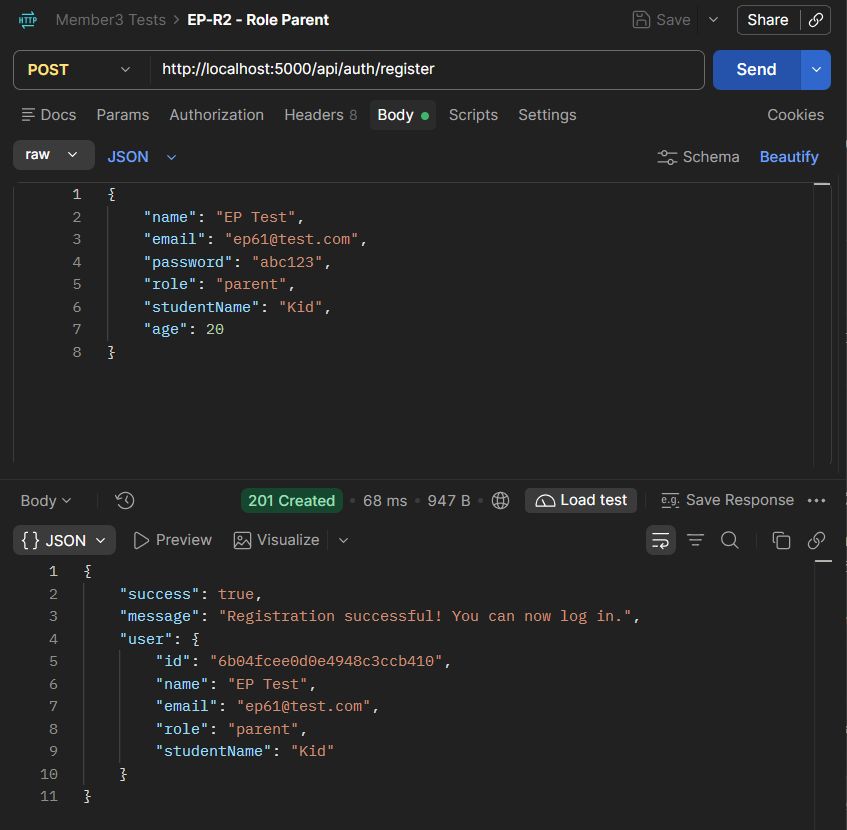 HTTP Member3 Tests > EP-R2 - Role Parent Save Share
POST http://localhost:5000/api/auth/register Send
Docs Params Authorization Headers 8 Body Scripts Settings Cookies
raw JSON Schema Beautify
1 {
2 "name": "EP Test",
3 "email": "ep61@test.com",
4 "password": "abc123",
5 "role": "parent",
6 "studentName": "Kid",
7 "age": 20
8 }
Body 201 Created • 68 ms • 947 B • Load test e.g. Save Response
{} JSON Preview Visualize
1 {
2 "success": true,
3 "message": "Registration successful! You can now log in.",
4 "user": {
5 "id": "6b04fcee0d0e4948c3ccb410",
6 "name": "EP Test",
7 "email": "ep61@test.com",
8 "role": "parent",
9 "studentName": "Kid"
10 }
11 }